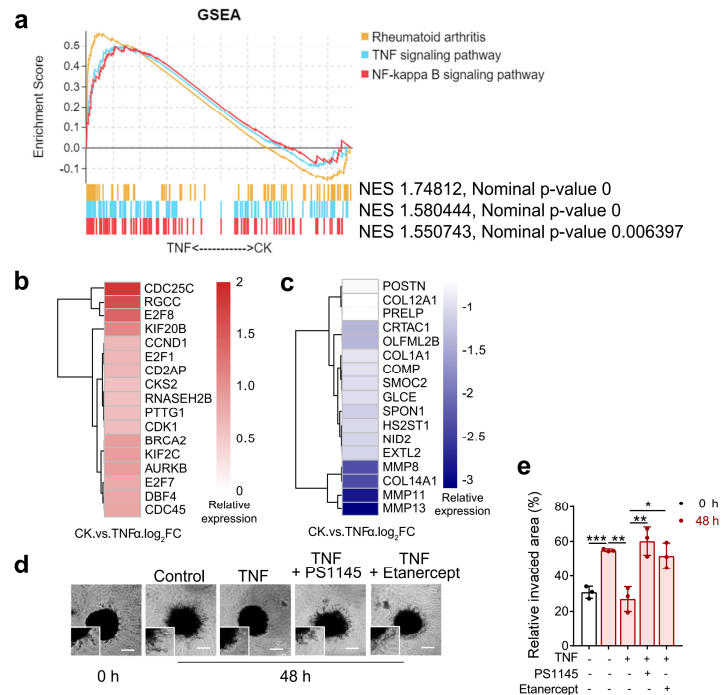 a
GSEA
Enrichment Score
0.5
0.4
0.3
0.2
0.1
0.0
-0.1
Rheumatoid arthritis
TNF signaling pathway
NF-kappa B signaling pathway
NES 1.74812, Nominal p-value 0
NES 1.580444, Nominal p-value 0
NES 1.550743, Nominal p-value 0.006397
TNF<----------->CK
b
CDC25C
RGCC
E2F8
KIF20B
CCND1
E2F1
CD2AP
CKS2
RNASEH2B
PTTG1
CDK1
BRCA2
KIF2C
AURKB
E2F7
DBF4
CDC45
2
1.5
1.0
0.5
0
Relative
expression
CK.vs.TNFα.log₂FC
c
POSTN
COL12A1
PRELP
CRTAC1
OLFML2B
COL1A1
COMP
SMOC2
GLCE
SPON1
HS2ST1
NID2
EXTL2
MMP8
COL14A1
MMP11
MMP13
-1
-1.5
-2
-2.5
-3
Relative
expression
CK.vs.TNFα.log₂FC
d
Control
TNF
TNF
+ PS1145
TNF
+ Etanercept
0 h
48 h
e
0 h
48 h
Relative invaded area (%)
80
60
40
20
0
***
**
**
*
TNF - - + + +
PS1145 - - - + -
Etanercept - - - - +